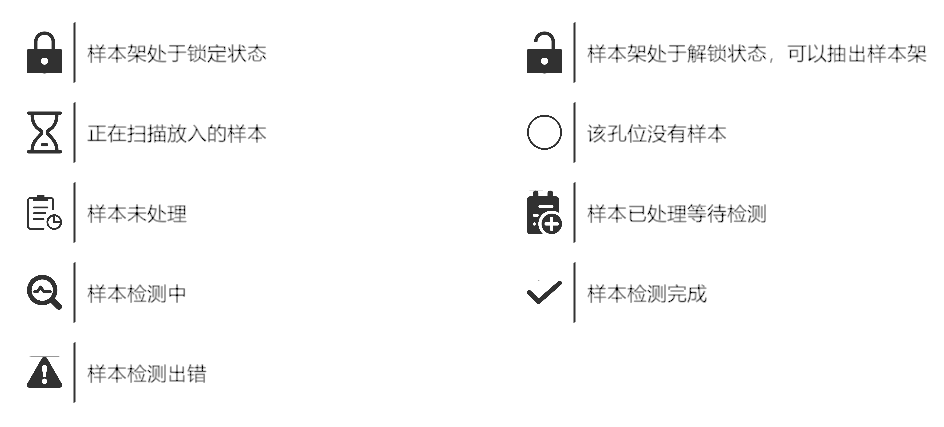 样本架处于锁定状态
样本架处于解锁状态，可以抽出样本架
正在扫描放入的样本
该孔位没有样本
样本未处理
样本已处理等待检测
样本检测中
样本检测完成
样本检测出错